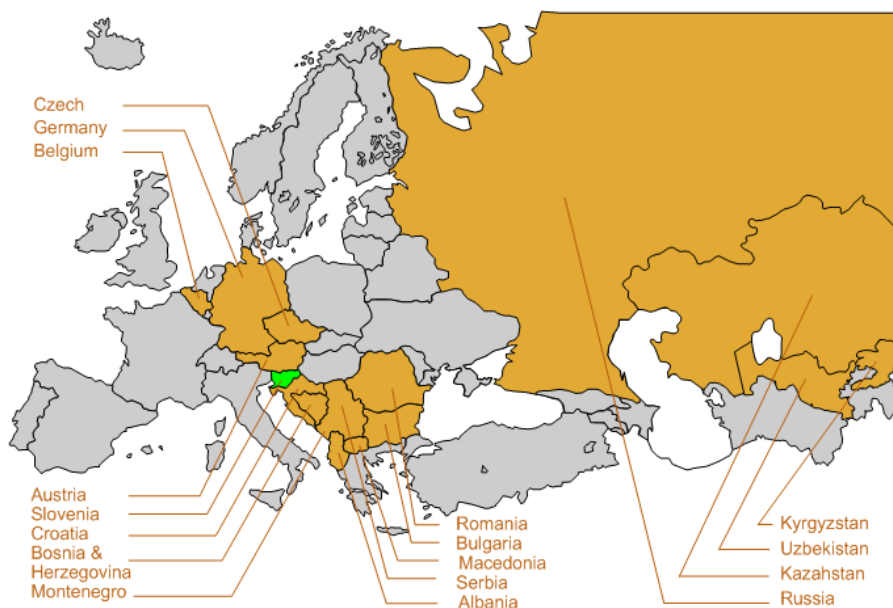 Czech
Germany
Belgium
Austria
Slovenia
Croatia
Bosnia &
Herzegovina
Montenegro
Romania
Bulgaria
Macedonia
Serbia
Albania
Kyrgyzstan
Uzbekistan
Kazahstan
Russia